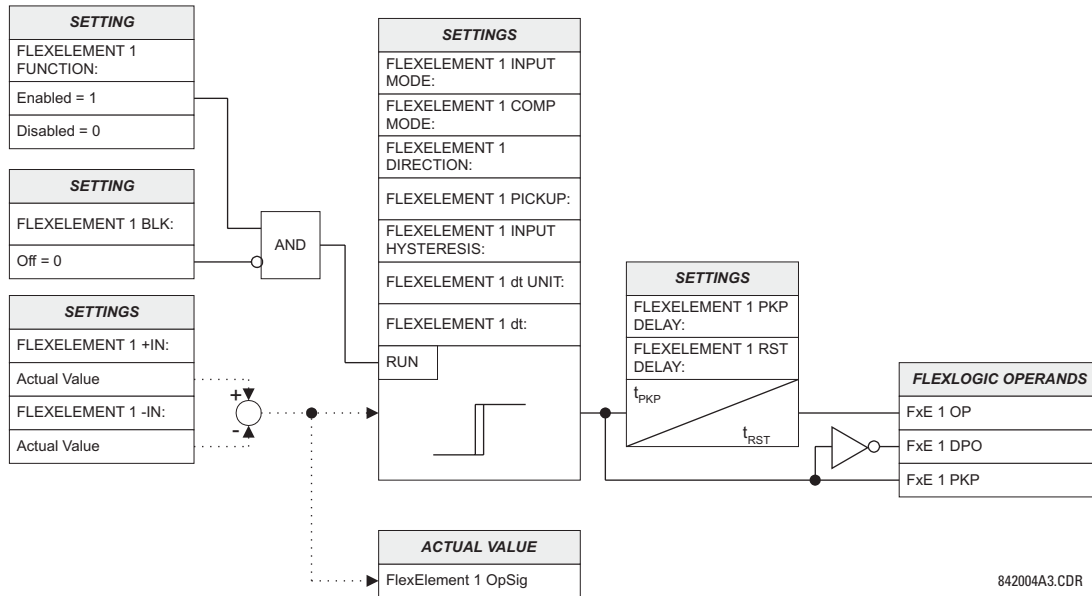 SETTING
FLEXELEMENT 1
FUNCTION:
Enabled = 1
Disabled = 0
SETTING
FLEXELEMENT 1 BLK:
Off = 0
SETTINGS
FLEXELEMENT 1 +IN:
Actual Value
FLEXELEMENT 1 -IN:
Actual Value
AND
+
-
SETTINGS
FLEXELEMENT 1 INPUT
MODE:
FLEXELEMENT 1 COMP
MODE:
FLEXELEMENT 1
DIRECTION:
FLEXELEMENT 1 PICKUP:
FLEXELEMENT 1 INPUT
HYSTERESIS:
FLEXELEMENT 1 dt UNIT:
FLEXELEMENT 1 dt:
RUN
ACTUAL VALUE
FlexElement 1 OpSig
SETTINGS
FLEXELEMENT 1 PKP
DELAY:
FLEXELEMENT 1 RST
DELAY:
tPKP
tRST
FLEXLOGIC OPERANDS
FxE 1 OP
FxE 1 DPO
FxE 1 PKP
842004A3.CDR